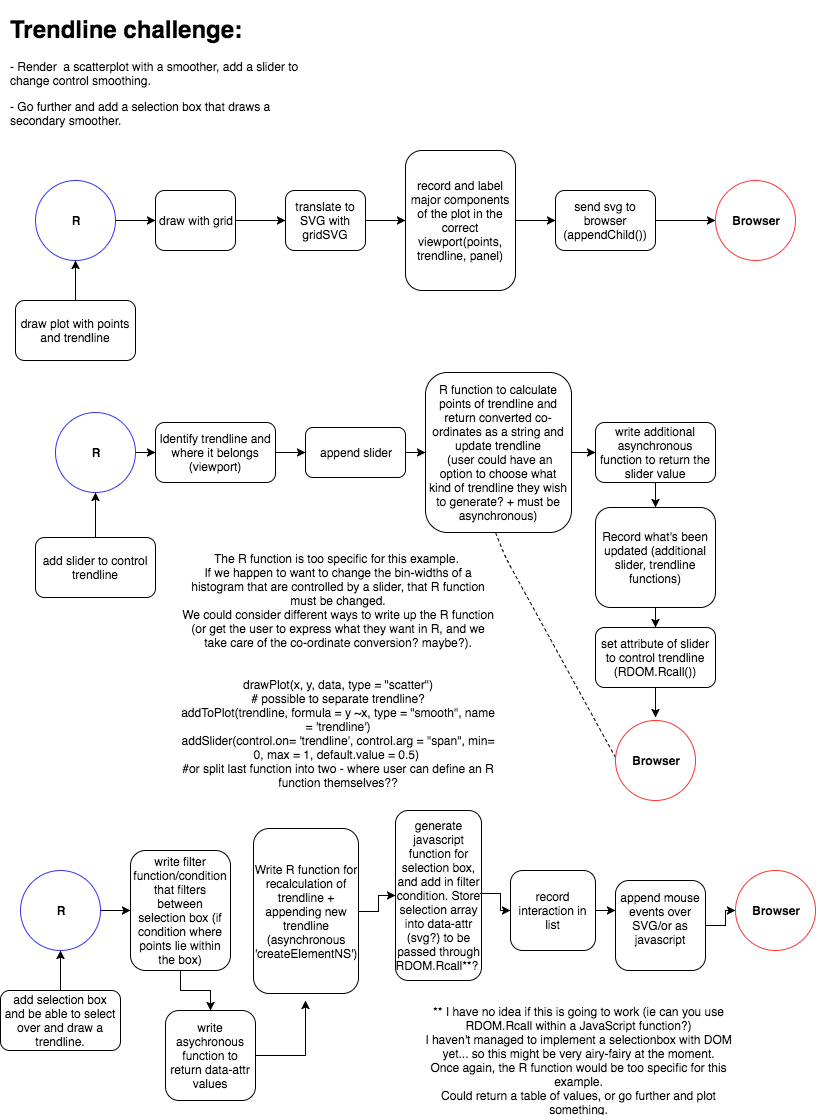 Trendline challenge:
- Render  a scatterplot with a smoother, add a slider to
change control smoothing.
- Go further and add a selection box that draws a
secondary smoother.
R
draw with grid
translate to
SVG with
gridSVG
record and label
major components
of the plot in the
correct
viewport(points,
trendline, panel)
send svg to
browser
(appendChild())
Browser
draw plot with points
and trendline
R
Identify trendline and
where it belongs
(viewport)
append slider
R function to calculate
points of trendline and
return converted co-
ordinates as a string and
update trendline
(user could have an
option to choose what
kind of trendline they wish
to generate? + must be
asynchronous)
write additional
asynchronous
function to return the
slider value
add slider to control
trendline
Record what's been
updated (additional
slider, trendline
functions)
The R function is too specific for this example.
If we happen to want to change the bin-widths of a
histogram that are controlled by a slider, that R function
must be changed.
We could consider different ways to write up the R function
(or get the user to express what they want in R, and we
take care of the co-ordinate conversion? maybe?).
set attribute of slider
to control trendline
(RDOM.Rcall())
drawPlot(x, y, data, type = "scatter")
# possible to separate trendline?
addToPlot(trendline, formula = y ~x, type = "smooth", name
= 'trendline')
addSlider(control.on= 'trendline', control.arg = "span", min=
0, max = 1, default.value = 0.5)
#or split last function into two - where user can define an R
function themselves??
Browser
R
write filter
function/condition
that filters
between
selection box (if
condition where
points lie within
the box)
Write R function for
recalculation of
trendline +
appending new
trendline
(asynchronous
'createElementNS')
generate
javascript
function for
selection box,
and add in filter
condition. Store
selection array
into data-attr
(svg?) to be
passed through
RDOM.Rcall**?
record
interaction in
list
append mouse
events over
SVG/or as
javascript
Browser
add selection box
and be able to select
over and draw a
trendline.
write
asychronous
function to
return data-attr
values
** I have no idea if this is going to work (ie can you use
RDOM.Rcall within a JavaScript function?)
I haven't managed to implement a selectionbox with DOM
yet... so this might be very airy-fairy at the moment.
Once again, the R function would be too specific for this
example.
Could return a table of values, or go further and plot
something.